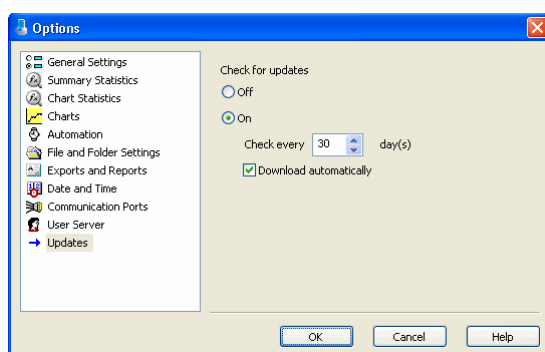 Options
General Settings
Summary Statistics
Chart Statistics
Charts
Automation
File and Folder Settings
Exports and Reports
Date and Time
Communication Ports
User Server
Updates
Check for updates
Off
On
Check every 30 day(s)
Download automatically
OK Cancel Help